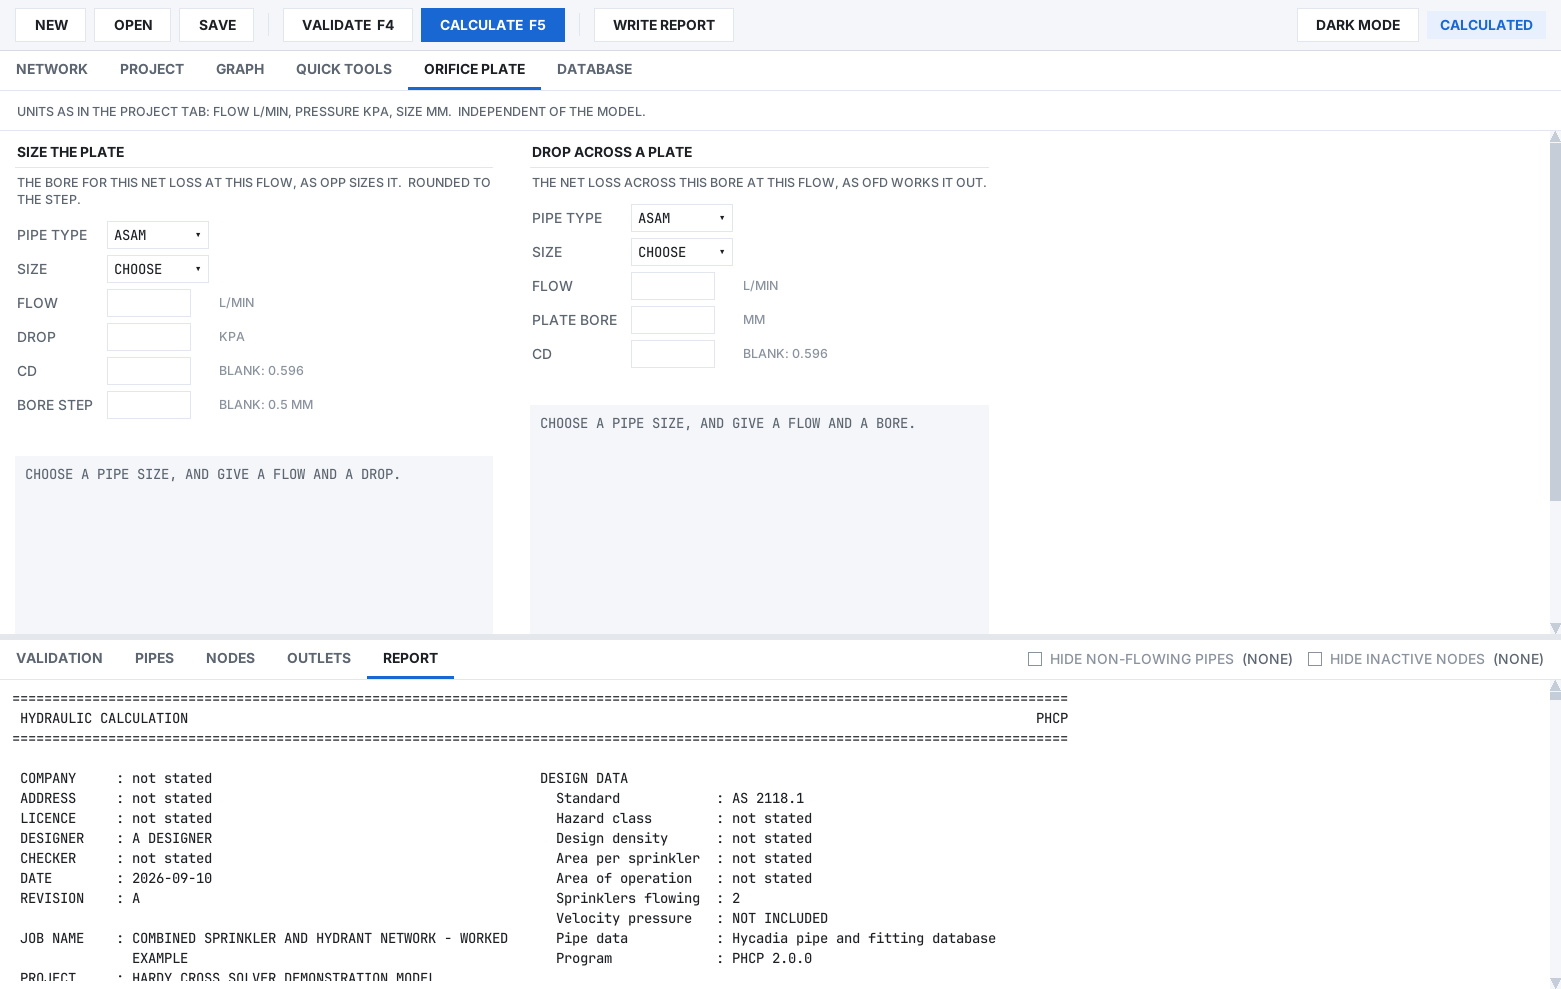 NEW OPEN SAVE VALIDATE F4 CALCULATE F5 WRITE REPORT DARK MODE CALCULATED
NETWORK PROJECT GRAPH QUICK TOOLS ORIFICE PLATE DATABASE
UNITS AS IN THE PROJECT TAB: FLOW L/MIN, PRESSURE KPA, SIZE MM. INDEPENDENT OF THE MODEL.
SIZE THE PLATE
THE BORE FOR THIS NET LOSS AT THIS FLOW, AS OPP SIZES IT. ROUNDED TO
THE STEP.
PIPE TYPE ASAM
SIZE CHOOSE
FLOW L/MIN
DROP KPA
CD BLANK: 0.596
BORE STEP BLANK: 0.5 MM
CHOOSE A PIPE SIZE, AND GIVE A FLOW AND A DROP.
DROP ACROSS A PLATE
THE NET LOSS ACROSS THIS BORE AT THIS FLOW, AS OFD WORKS IT OUT.
PIPE TYPE ASAM
SIZE CHOOSE
FLOW L/MIN
PLATE BORE MM
CD BLANK: 0.596
CHOOSE A PIPE SIZE, AND GIVE A FLOW AND A BORE.
VALIDATION PIPES NODES OUTLETS REPORT HIDE NON-FLOWING PIPES (NONE) HIDE INACTIVE NODES (NONE)
====================================================================================================================================
HYDRAULIC CALCULATION PHCP
====================================================================================================================================
COMPANY : not stated DESIGN DATA
ADDRESS : not stated Standard : AS 2118.1
LICENCE : not stated Hazard class : not stated
DESIGNER : A DESIGNER Design density : not stated
CHECKER : not stated Area per sprinkler : not stated
DATE : 2026-09-10 Area of operation : not stated
REVISION : A Sprinklers flowing : 2
Velocity pressure : NOT INCLUDED
JOB NAME : COMBINED SPRINKLER AND HYDRANT NETWORK - WORKED Pipe data : Hycadia pipe and fitting database
EXAMPLE Program : PHCP 2.0.0
PROJECT : HARDY CROSS SOLVER DEMONSTRATION MODEL